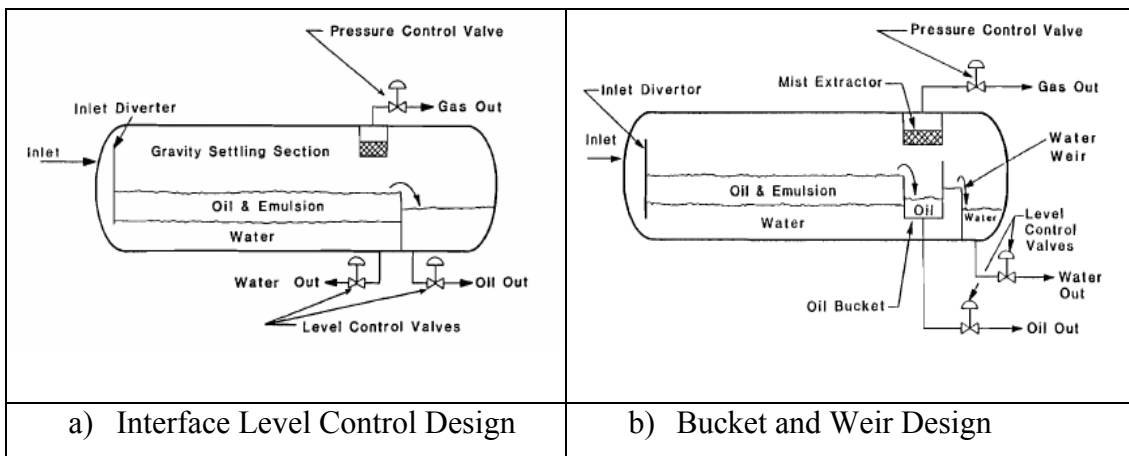 Pressure Control Valve
Inlet Diverter
Gas Out
Inlet
Gravity Settling Section
Oil & Emulsion
Water
Water Out
Oil Out
Level Control Valves
a) Interface Level Control Design
Pressure Control Valve
Mist Extractor
Inlet Divertor
Gas Out
Inlet
Water
Weir
Oil & Emulsion
Oil
Water
Water
Level
Control
Valves
Water
Out
Oil Bucket
Oil Out
b) Bucket and Weir Design